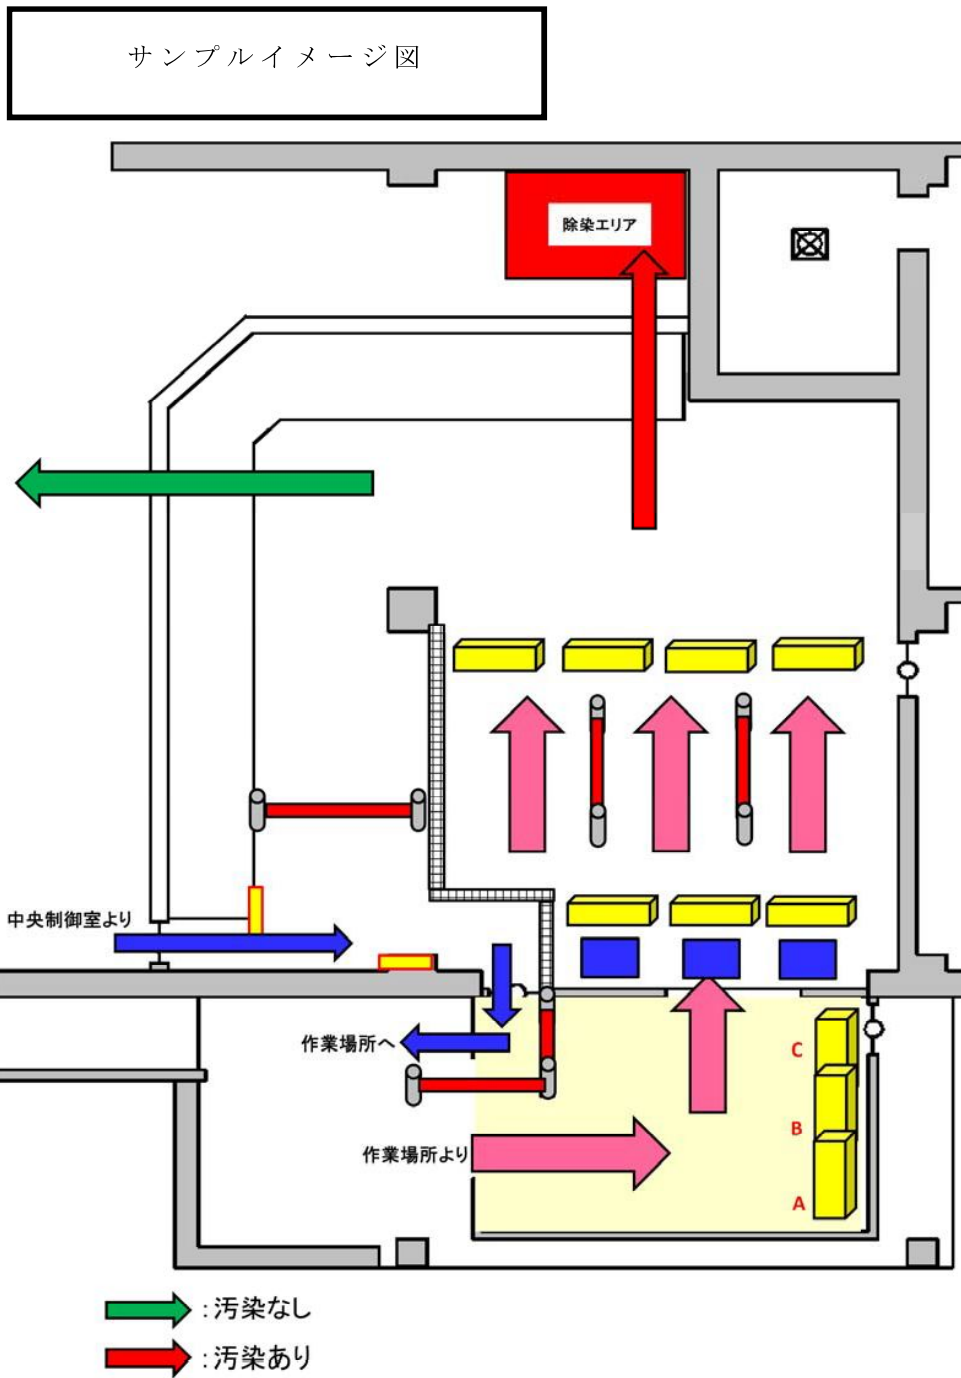 サンプルイメージ図
除染エリア
中央制御室より
作業場所へ
C
B
作業場所より
A
：汚染なし
：汚染あり